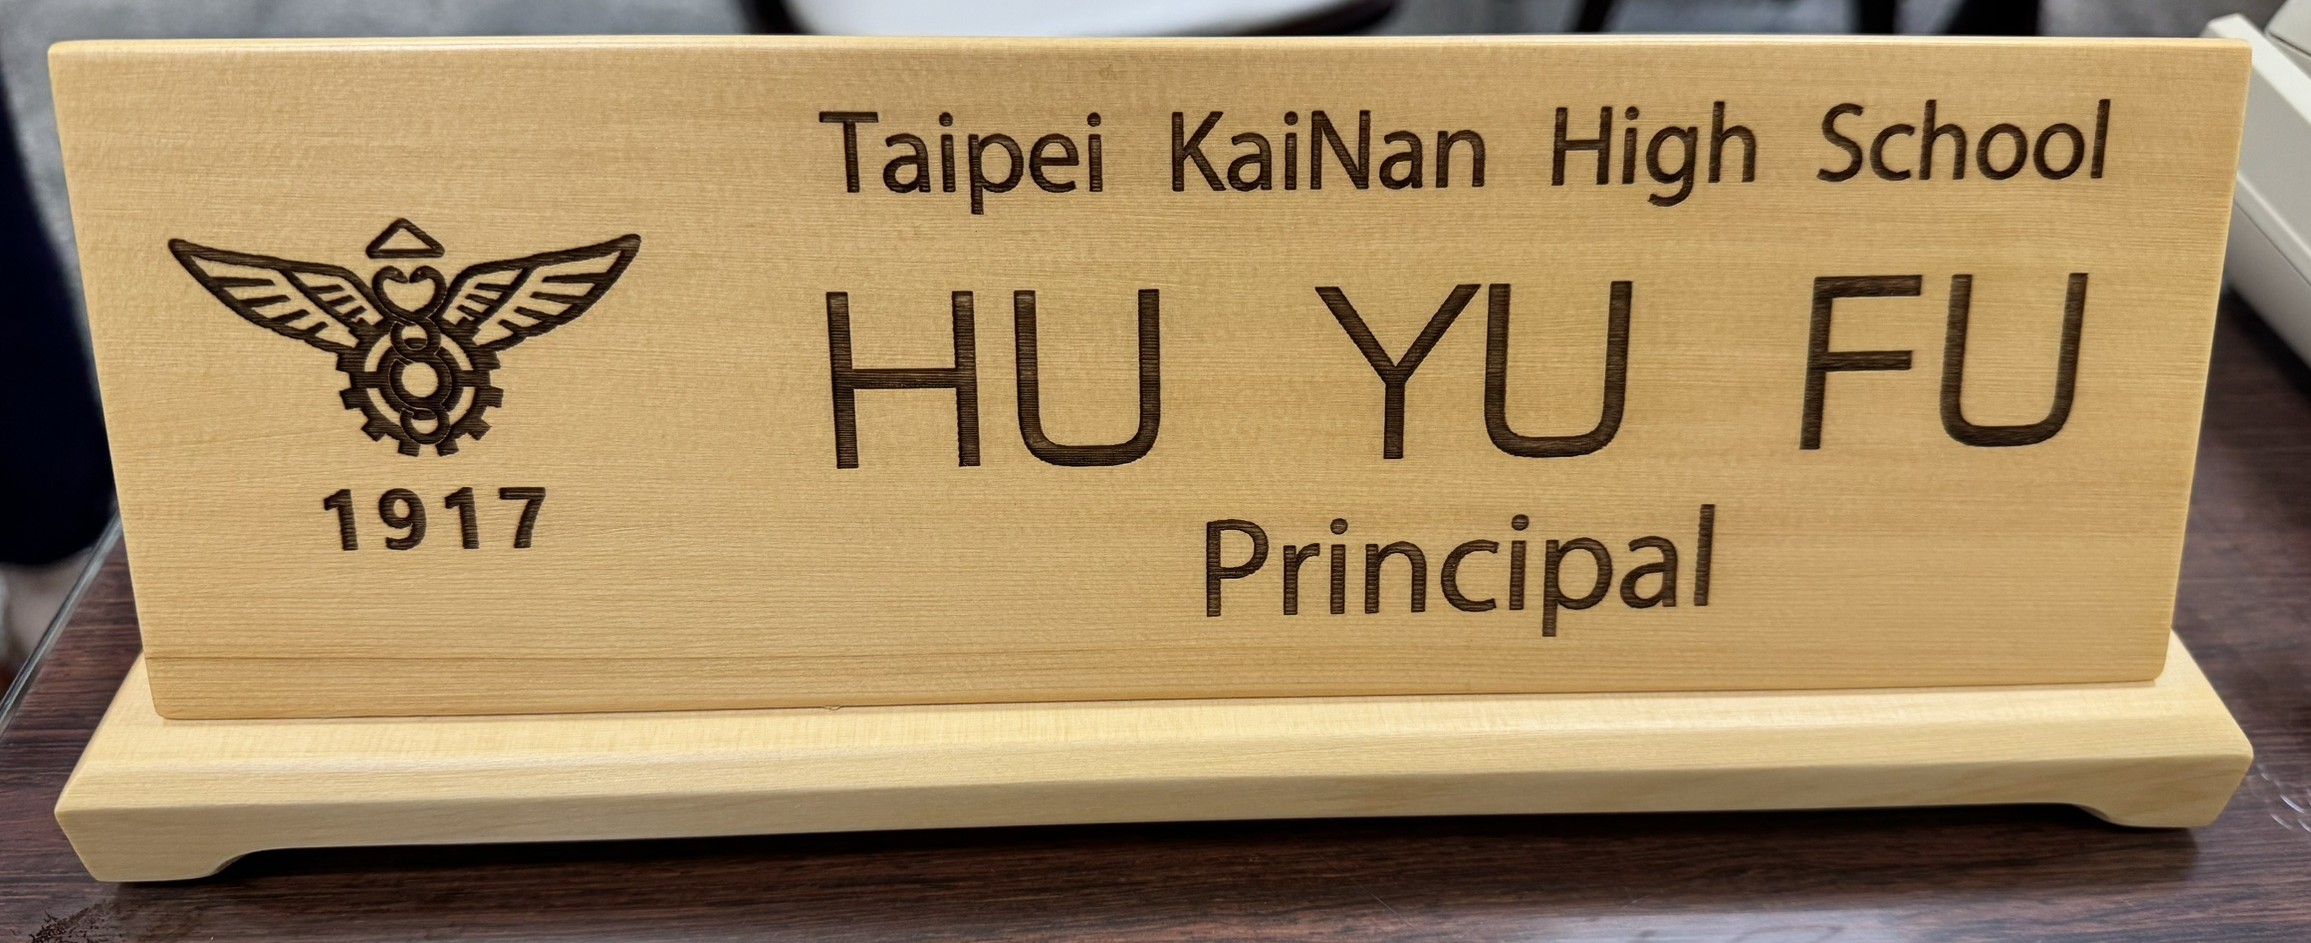 Taipei KaiNan High School
HU YU FU
Principal
1917